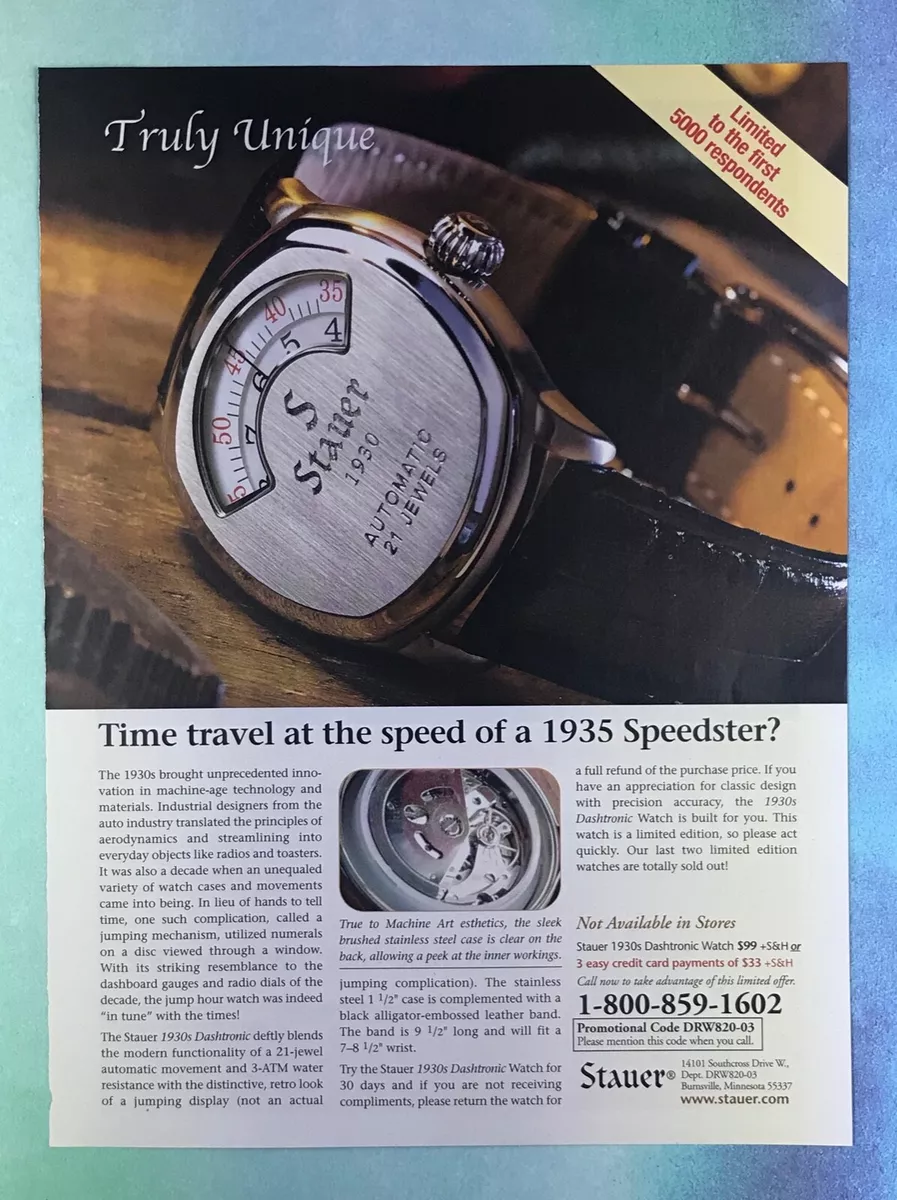 Truly Unique
Limited
to the first
5000 respondents
35
40
45
50
5
4
5
6
7
S
Stauer
1930
AUTOMATIC
21 JEWELS
Time travel at the speed of a 1935 Speedster?
The 1930s brought unprecedented inno-
vation in machine-age technology and
materials. Industrial designers from the
auto industry translated the principles of
aerodynamics and streamlining into
everyday objects like radios and toasters.
It was also a decade when an unequaled
variety of watch cases and movements
came into being. In lieu of hands to tell
time, one such complication, called a
jumping mechanism, utilized numerals
on a disc viewed through a window.
With its striking resemblance to the
dashboard gauges and radio dials of the
decade, the jump hour watch was indeed
"in tune" with the times!
The Stauer 1930s Dashtronic deftly blends
the modern functionality of a 21-jewel
automatic movement and 3-ATM water
resistance with the distinctive, retro look
of a jumping display (not an actual
True to Machine Art esthetics, the sleek
brushed stainless steel case is clear on the
back, allowing a peek at the inner workings.
jumping complication). The stainless
steel 1 1/2" case is complemented with a
black alligator-embossed leather band.
The band is 9 1/2" long and will fit a
7–8 1/2" wrist.
Try the Stauer 1930s Dashtronic Watch for
30 days and if you are not receiving
compliments, please return the watch for
a full refund of the purchase price. If you
have an appreciation for classic design
with precision accuracy, the 1930s
Dashtronic Watch is built for you. This
watch is a limited edition, so please act
quickly. Our last two limited edition
watches are totally sold out!
Not Available in Stores
Stauer 1930s Dashtronic Watch $99 +S&H or
3 easy credit card payments of $33 +S&H
Call now to take advantage of this limited offer.
1-800-859-1602
Promotional Code DRW820-03
Please mention this code when you call.
Stauer®
14101 Southcross Drive W.,
Dept. DRW820-03
Burnsville, Minnesota 55337
www.stauer.com